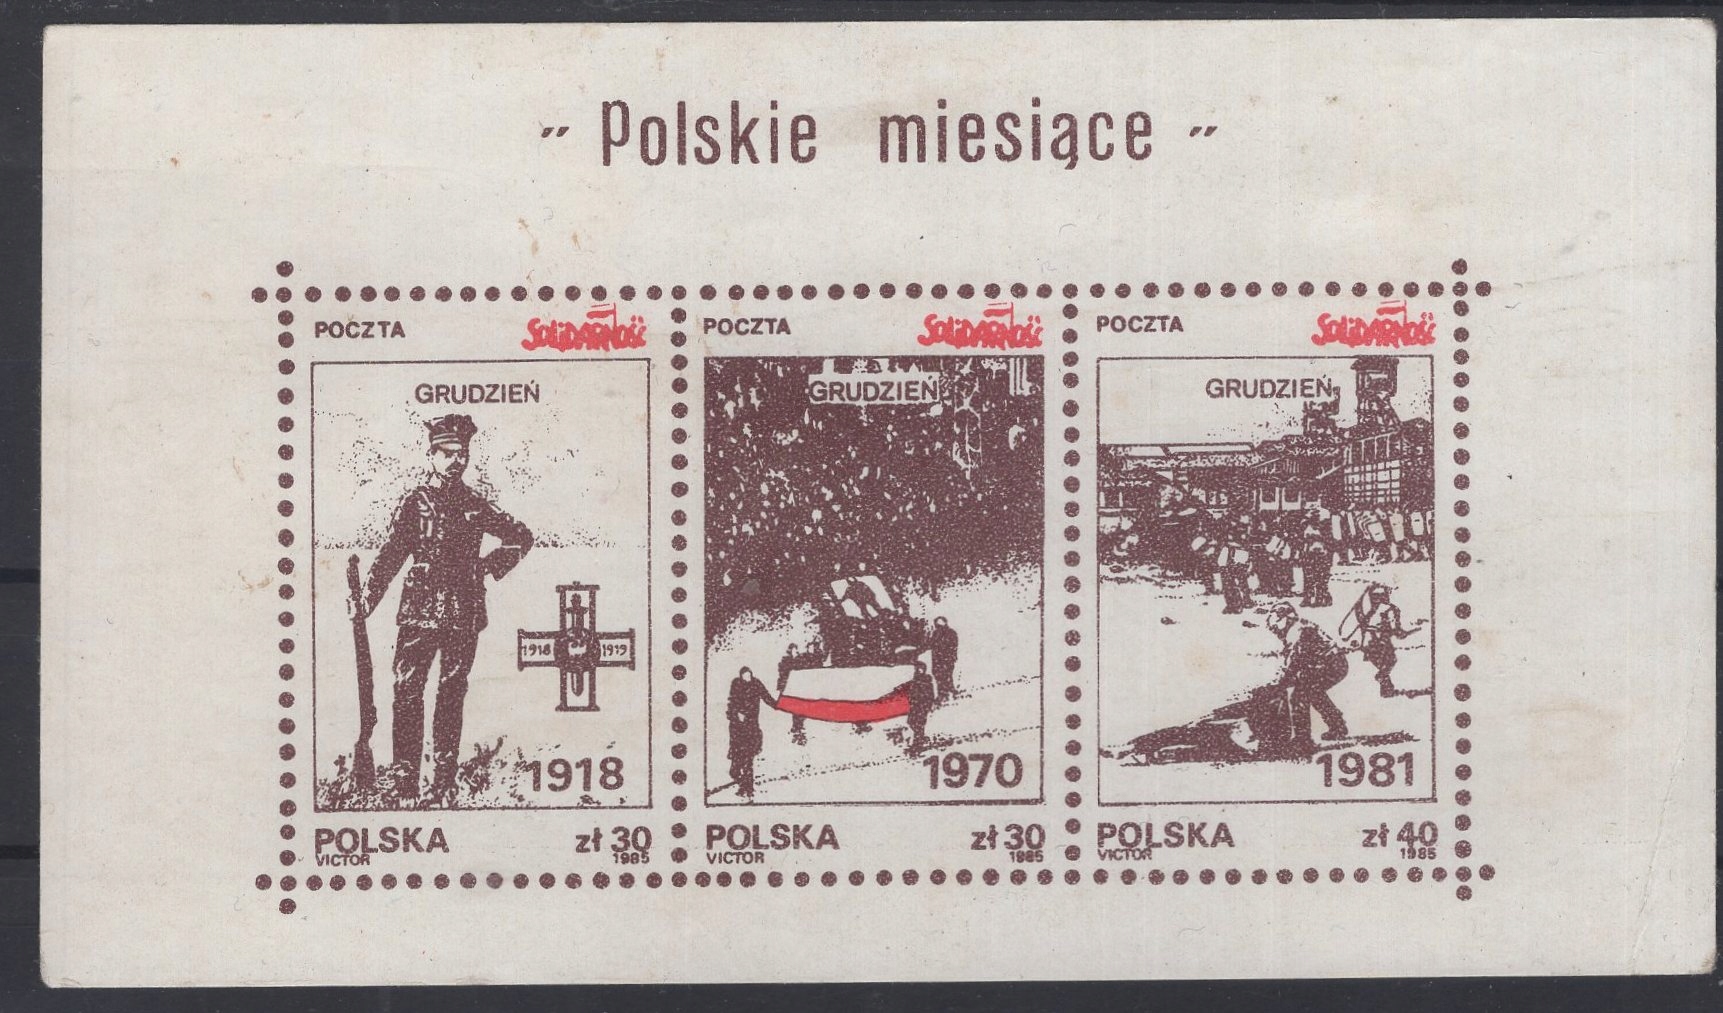 " Polskie miesiące "
POCZTA SOLiDARNOŚĆ
GRUDZIEŃ
1918 1919
1918
POLSKA zł 30
VICTOR 1985
POCZTA SOLiDARNOŚĆ
GRUDZIEŃ
1970
POLSKA zł 30
VICTOR 1985
POCZTA SOLiDARNOŚĆ
GRUDZIEŃ
1981
POLSKA zł 40
VICTOR 1985